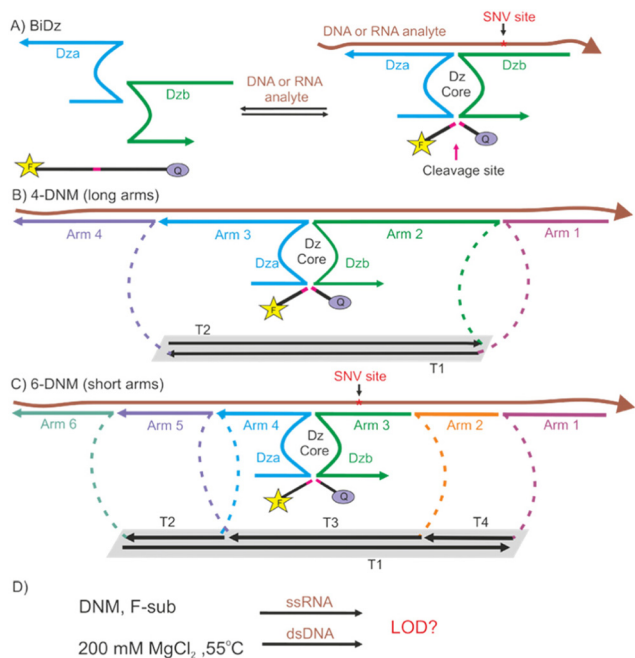 A) BiDz
SNV site
DNA or RNA analyte
Dza
Dzb
DNA or RNA
analyte
Dza
Dzb
Dz
Core
F
Q
F
Q
Cleavage site
B) 4-DNM (long arms)
Arm 4
Arm 3
Arm 2
Arm 1
Dz
Core
Dza
Dzb
F
Q
T2
T1
C) 6-DNM (short arms)
SNV site
Arm 6
Arm 5
Arm 4
Arm 3
Arm 2
Arm 1
Dz
Core
Dza
Dzb
F
Q
T2
T3
T4
T1
D)
DNM, F-sub
ssRNA
LOD?
dsDNA
200 mM MgCl₂ ,55°C